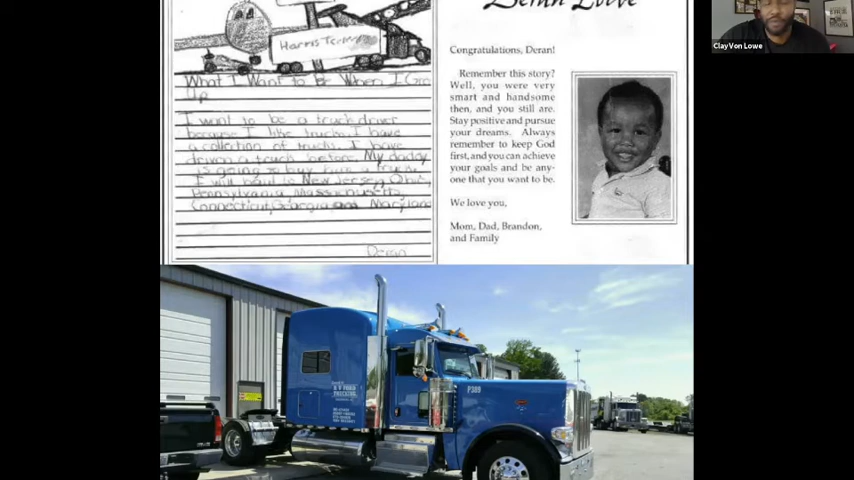 Harris Tee
Deran Lowe
What I Want to be When I Gro
Up
I want to be a truck driver
because I like trucks. I have
a collection of trucks. I have
driven a truck before. My daddy
is going to buy
I will haul to New Jersey, Ohio
Pennsylvania, Massachusetts,
Connecticut, Georgia and Maryland
Deran
Congratulations, Deran!
Remember this story?
Well, you were very
smart and handsome
then, and you still are.
Stay positive and pursue
your dreams. Always
remember to keep God
first, and you can achieve
your goals and be any-
one that you want to be.
We love you,
Mom, Dad, Brandon,
and Family
ClayVon Lowe
TRUCKING
P389